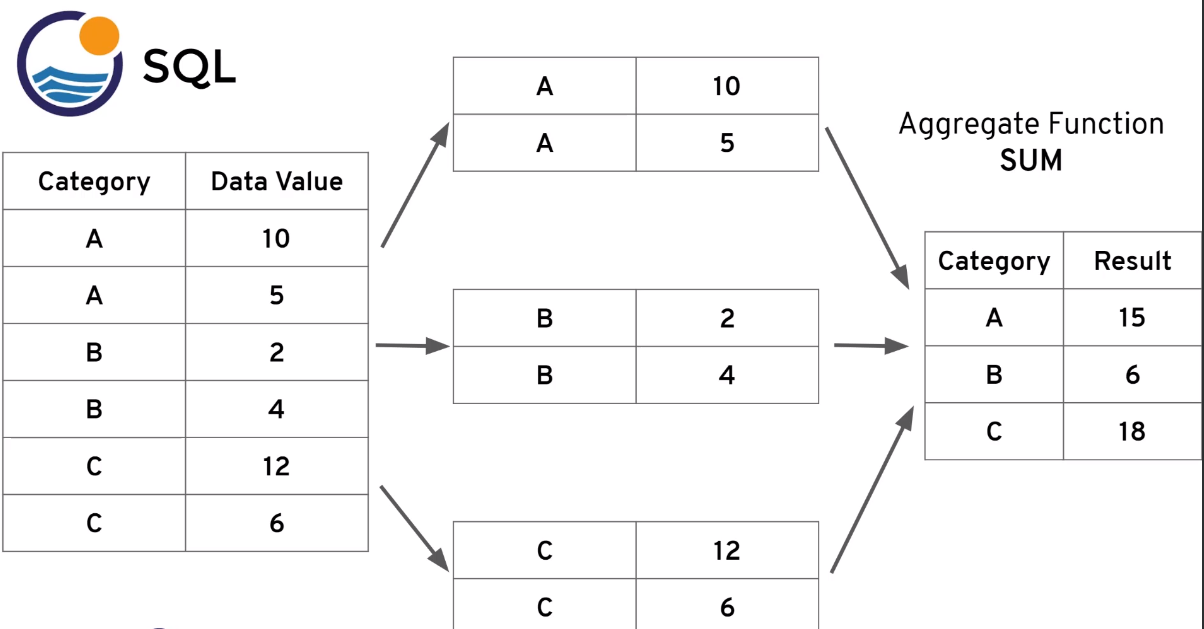 SQL
Category Data Value
A 10
A 5
B 2
B 4
C 12
C 6
A 10
A 5
B 2
B 4
C 12
C 6
Aggregate Function
SUM
Category Result
A 15
B 6
C 18